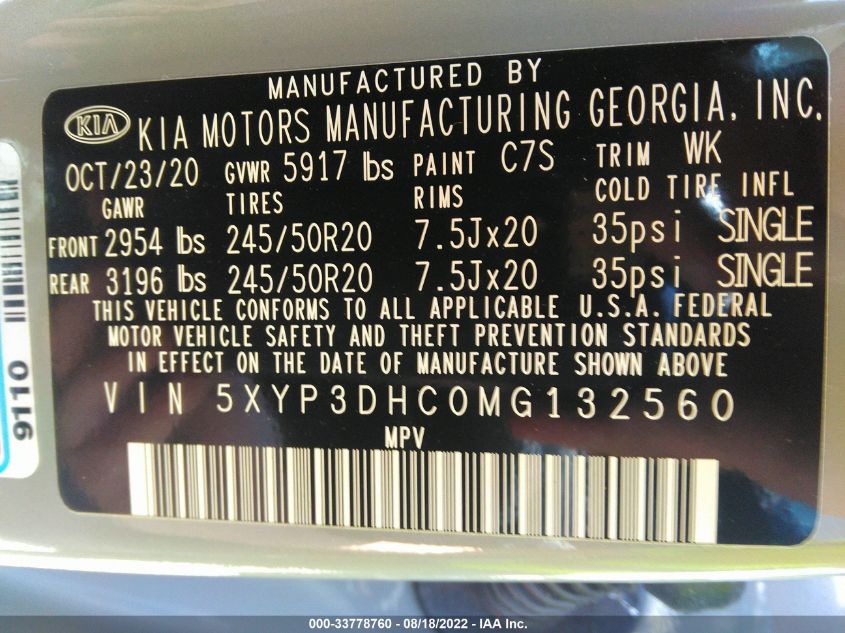 MANUFACTURED BY
KIA KIA MOTORS MANUFACTURING GEORGIA, INC.
OCT/23/20 GVWR 5917 lbs PAINT C7S TRIM WK
GAWR TIRES RIMS COLD TIRE INFL
FRONT 2954 lbs 245/50R20 7.5Jx20 35psi SINGLE
REAR 3196 lbs 245/50R20 7.5Jx20 35psi SINGLE
THIS VEHICLE CONFORMS TO ALL APPLICABLE U.S.A. FEDERAL
MOTOR VEHICLE SAFETY AND THEFT PREVENTION STANDARDS
IN EFFECT ON THE DATE OF MANUFACTURE SHOWN ABOVE
VIN 5XYP3DHC0MG132560
MPV
9110
000-33778760 - 08/18/2022 - IAA Inc.